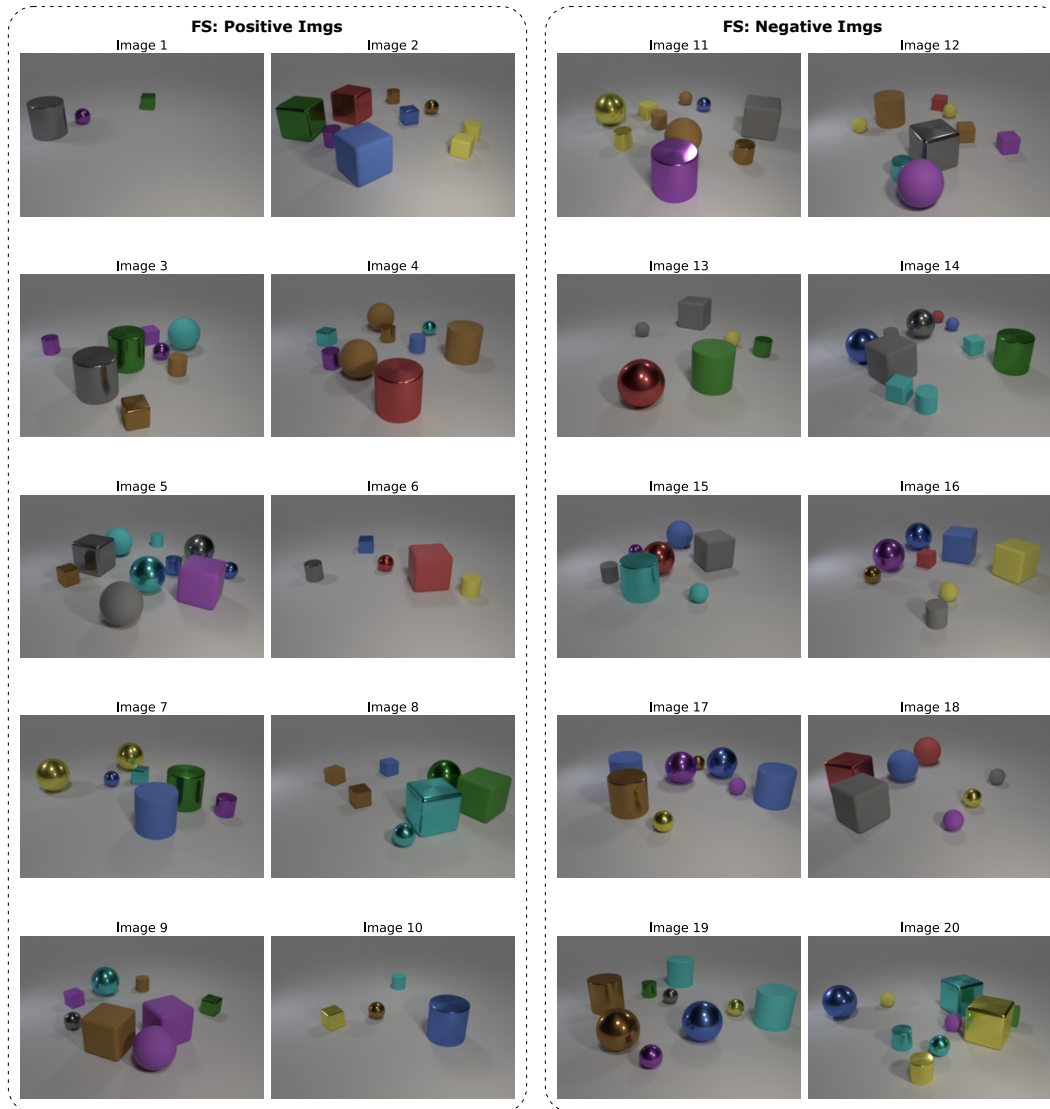 FS: Positive Imgs
Image 1
Image 2
Image 3
Image 4
Image 5
Image 6
Image 7
Image 8
Image 9
Image 10
FS: Negative Imgs
Image 11
Image 12
Image 13
Image 14
Image 15
Image 16
Image 17
Image 18
Image 19
Image 20